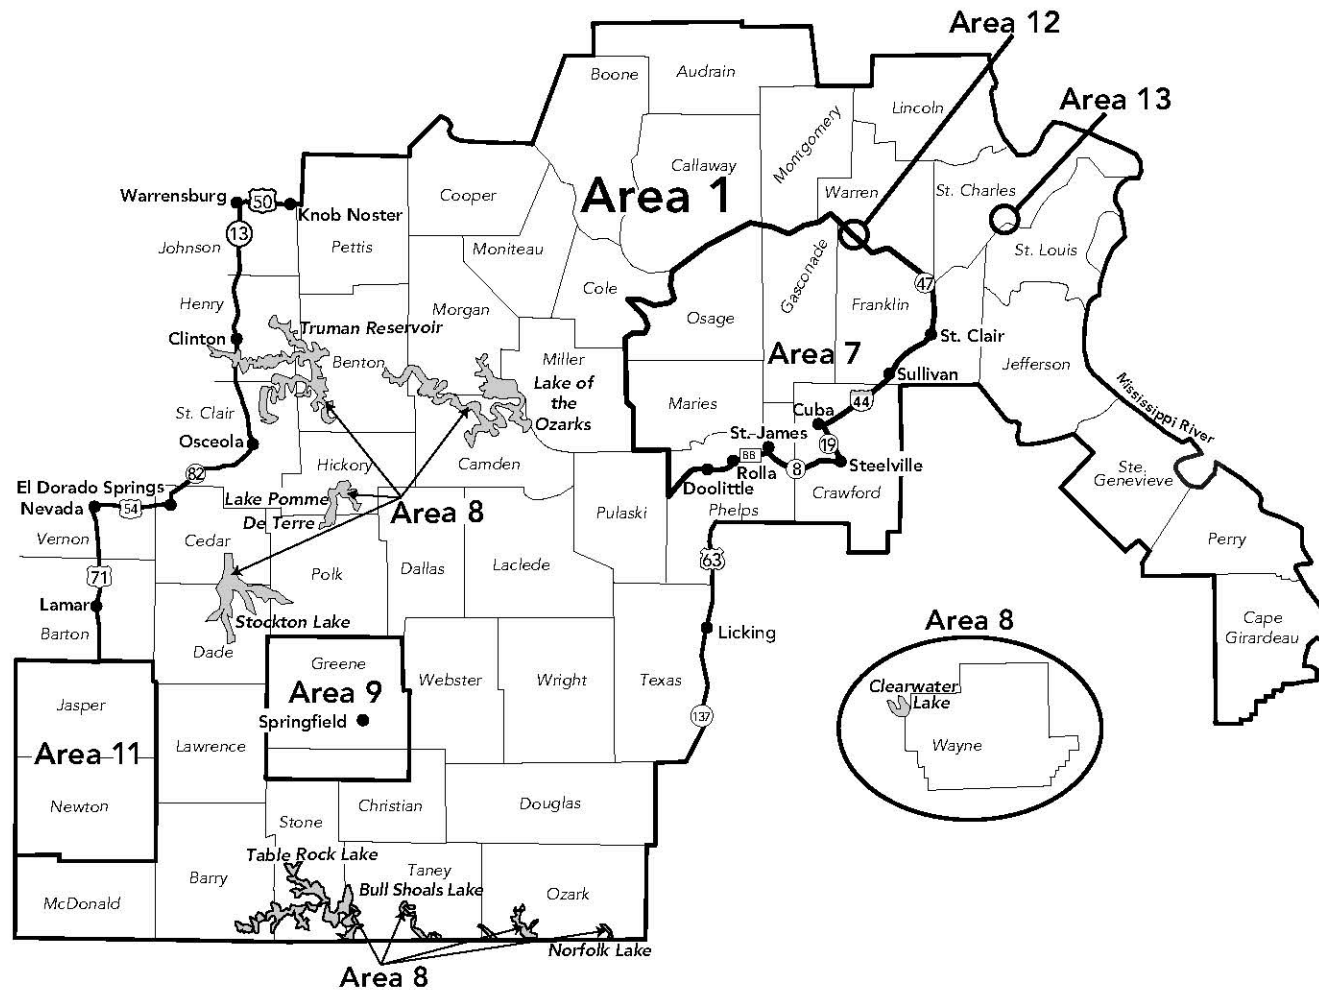 Area 12
Boone
Audrain
Area 13
Lincoln
Montgomery
Callaway
Warrensburg
50
Cooper
Area 1
Warren
St. Charles
Knob Noster
13
Johnson
Pettis
Moniteau
St. Louis
Gasconade
Henry
Cole
47
Morgan
Osage
Franklin
Truman Reservoir
Clinton
St. Clair
Benton
Miller
Area 7
Jefferson
Lake of
the
Ozarks
Sullivan
Mississippi River
St. Clair
Maries
44
Cuba
Osceola
St. James
19
BB
Hickory
Camden
Rolla
8
Steelville
82
Ste.
Genevieve
El Dorado Springs
Doolittle
Crawford
Lake Pomme
De Terre
Nevada
54
Area 8
Pulaski
Phelps
Vernon
Cedar
Perry
63
71
Polk
Dallas
Laclede
Lamar
Stockton Lake
Area 8
Cape
Girardeau
Barton
Licking
Dade
Greene
Webster
Wright
Texas
Clearwater
Lake
Area 9
Jasper
Springfield
137
Area 11
Lawrence
Wayne
Newton
Christian
Douglas
Stone
Table Rock Lake
Taney
Barry
Bull Shoals Lake
Ozark
McDonald
Norfolk Lake
Area 8